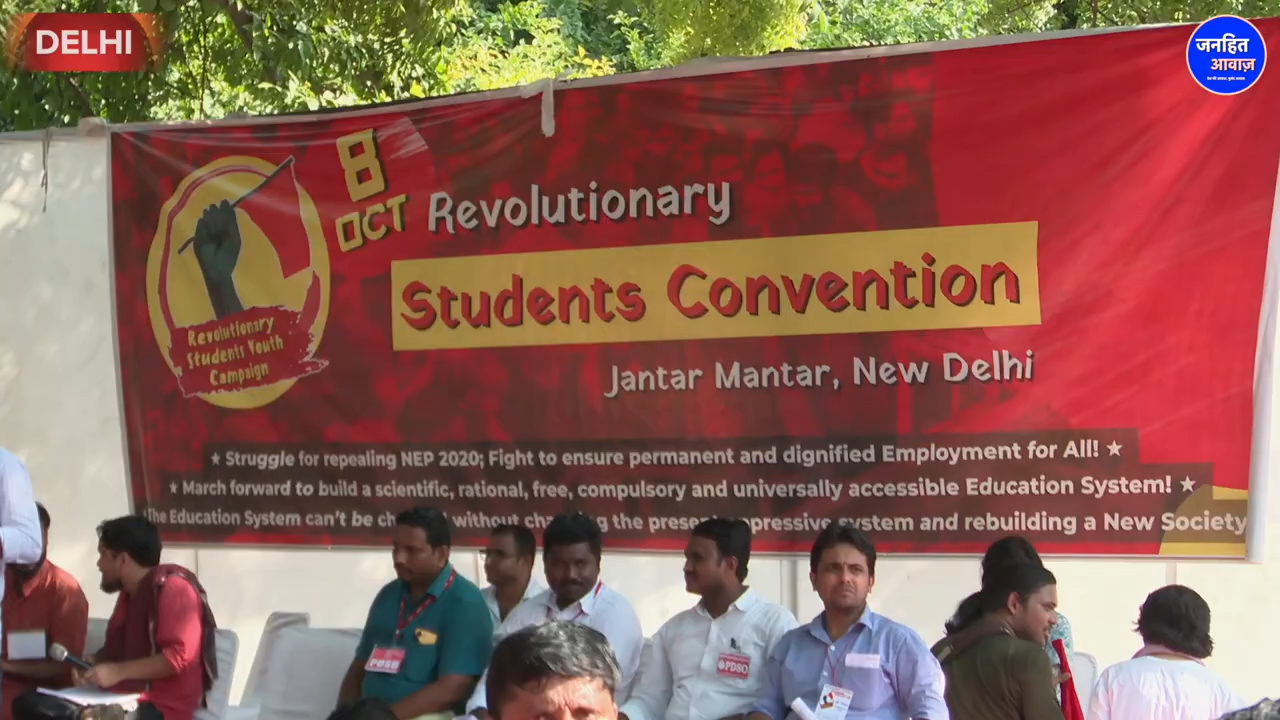 DELHI
जनहित
आवाज़
8
OCT
Revolutionary
Students Convention
Jantar Mantar, New Delhi
Revolutionary
Students Youth
Campaign
★ Struggle for repealing NEP 2020; Fight to ensure permanent and dignified Employment for All! ★
★ March forward to build a scientific, rational, free, compulsory and universally accessible Education System! ★
Education System can't be without the system and rebuilding a New Society
PDSO